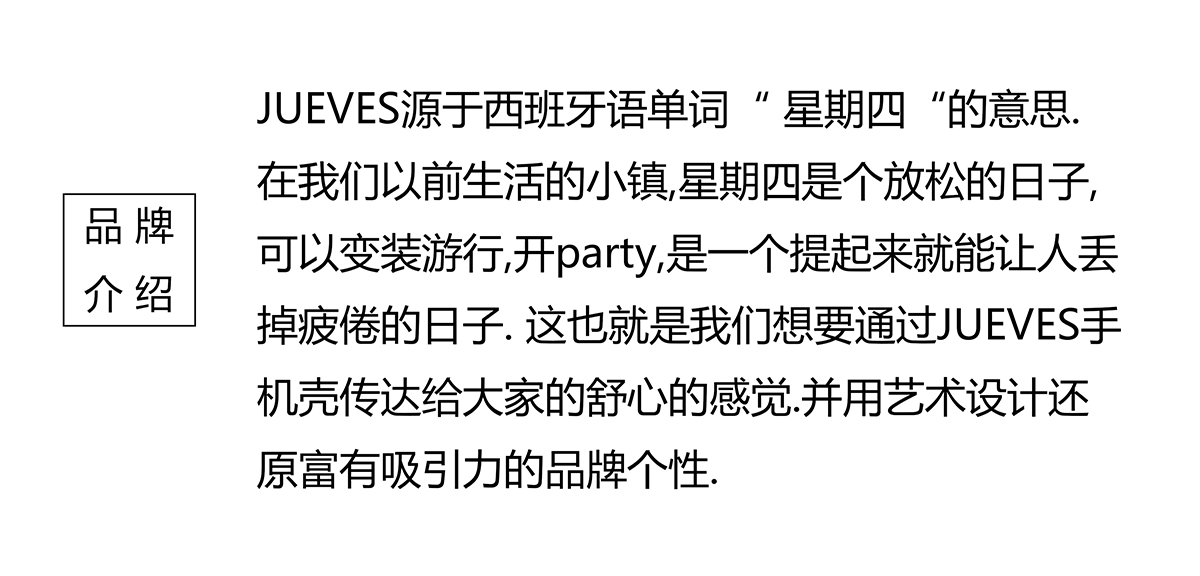 品牌
介绍
JUEVES源于西班牙语单词 “ 星期四 “的意思.
在我们以前生活的小镇,星期四是个放松的日子,
可以变装游行,开party,是一个提起来就能让人丢
掉疲倦的日子. 这也就是我们想要通过JUEVES手
机壳传达给大家的舒心的感觉.并用艺术设计还
原富有吸引力的品牌个性.